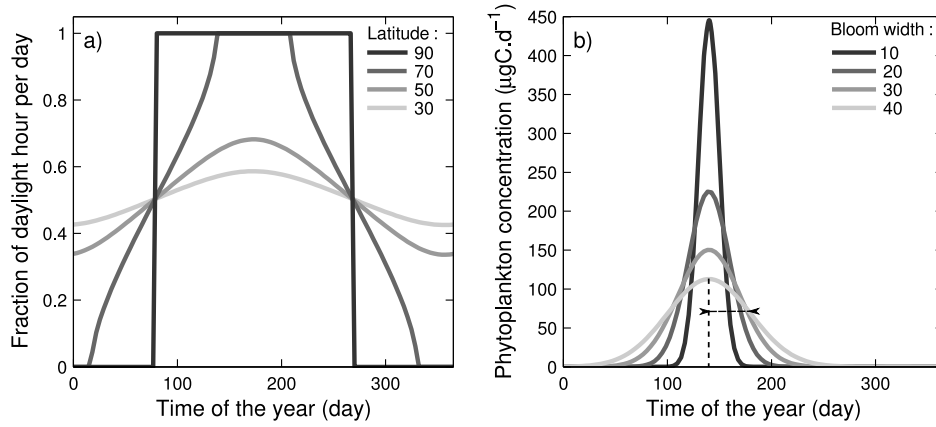 a)
Latitude :
90
70
50
30
1
0.8
0.6
0.4
0.2
0
Fraction of daylight hour per day
0 100 200 300
Time of the year (day)
b)
Bloom width :
10
20
30
40
450
400
350
300
250
200
150
100
50
0
Phytoplankton concentration (μgC.d⁻¹)
0 100 200 300
Time of the year (day)